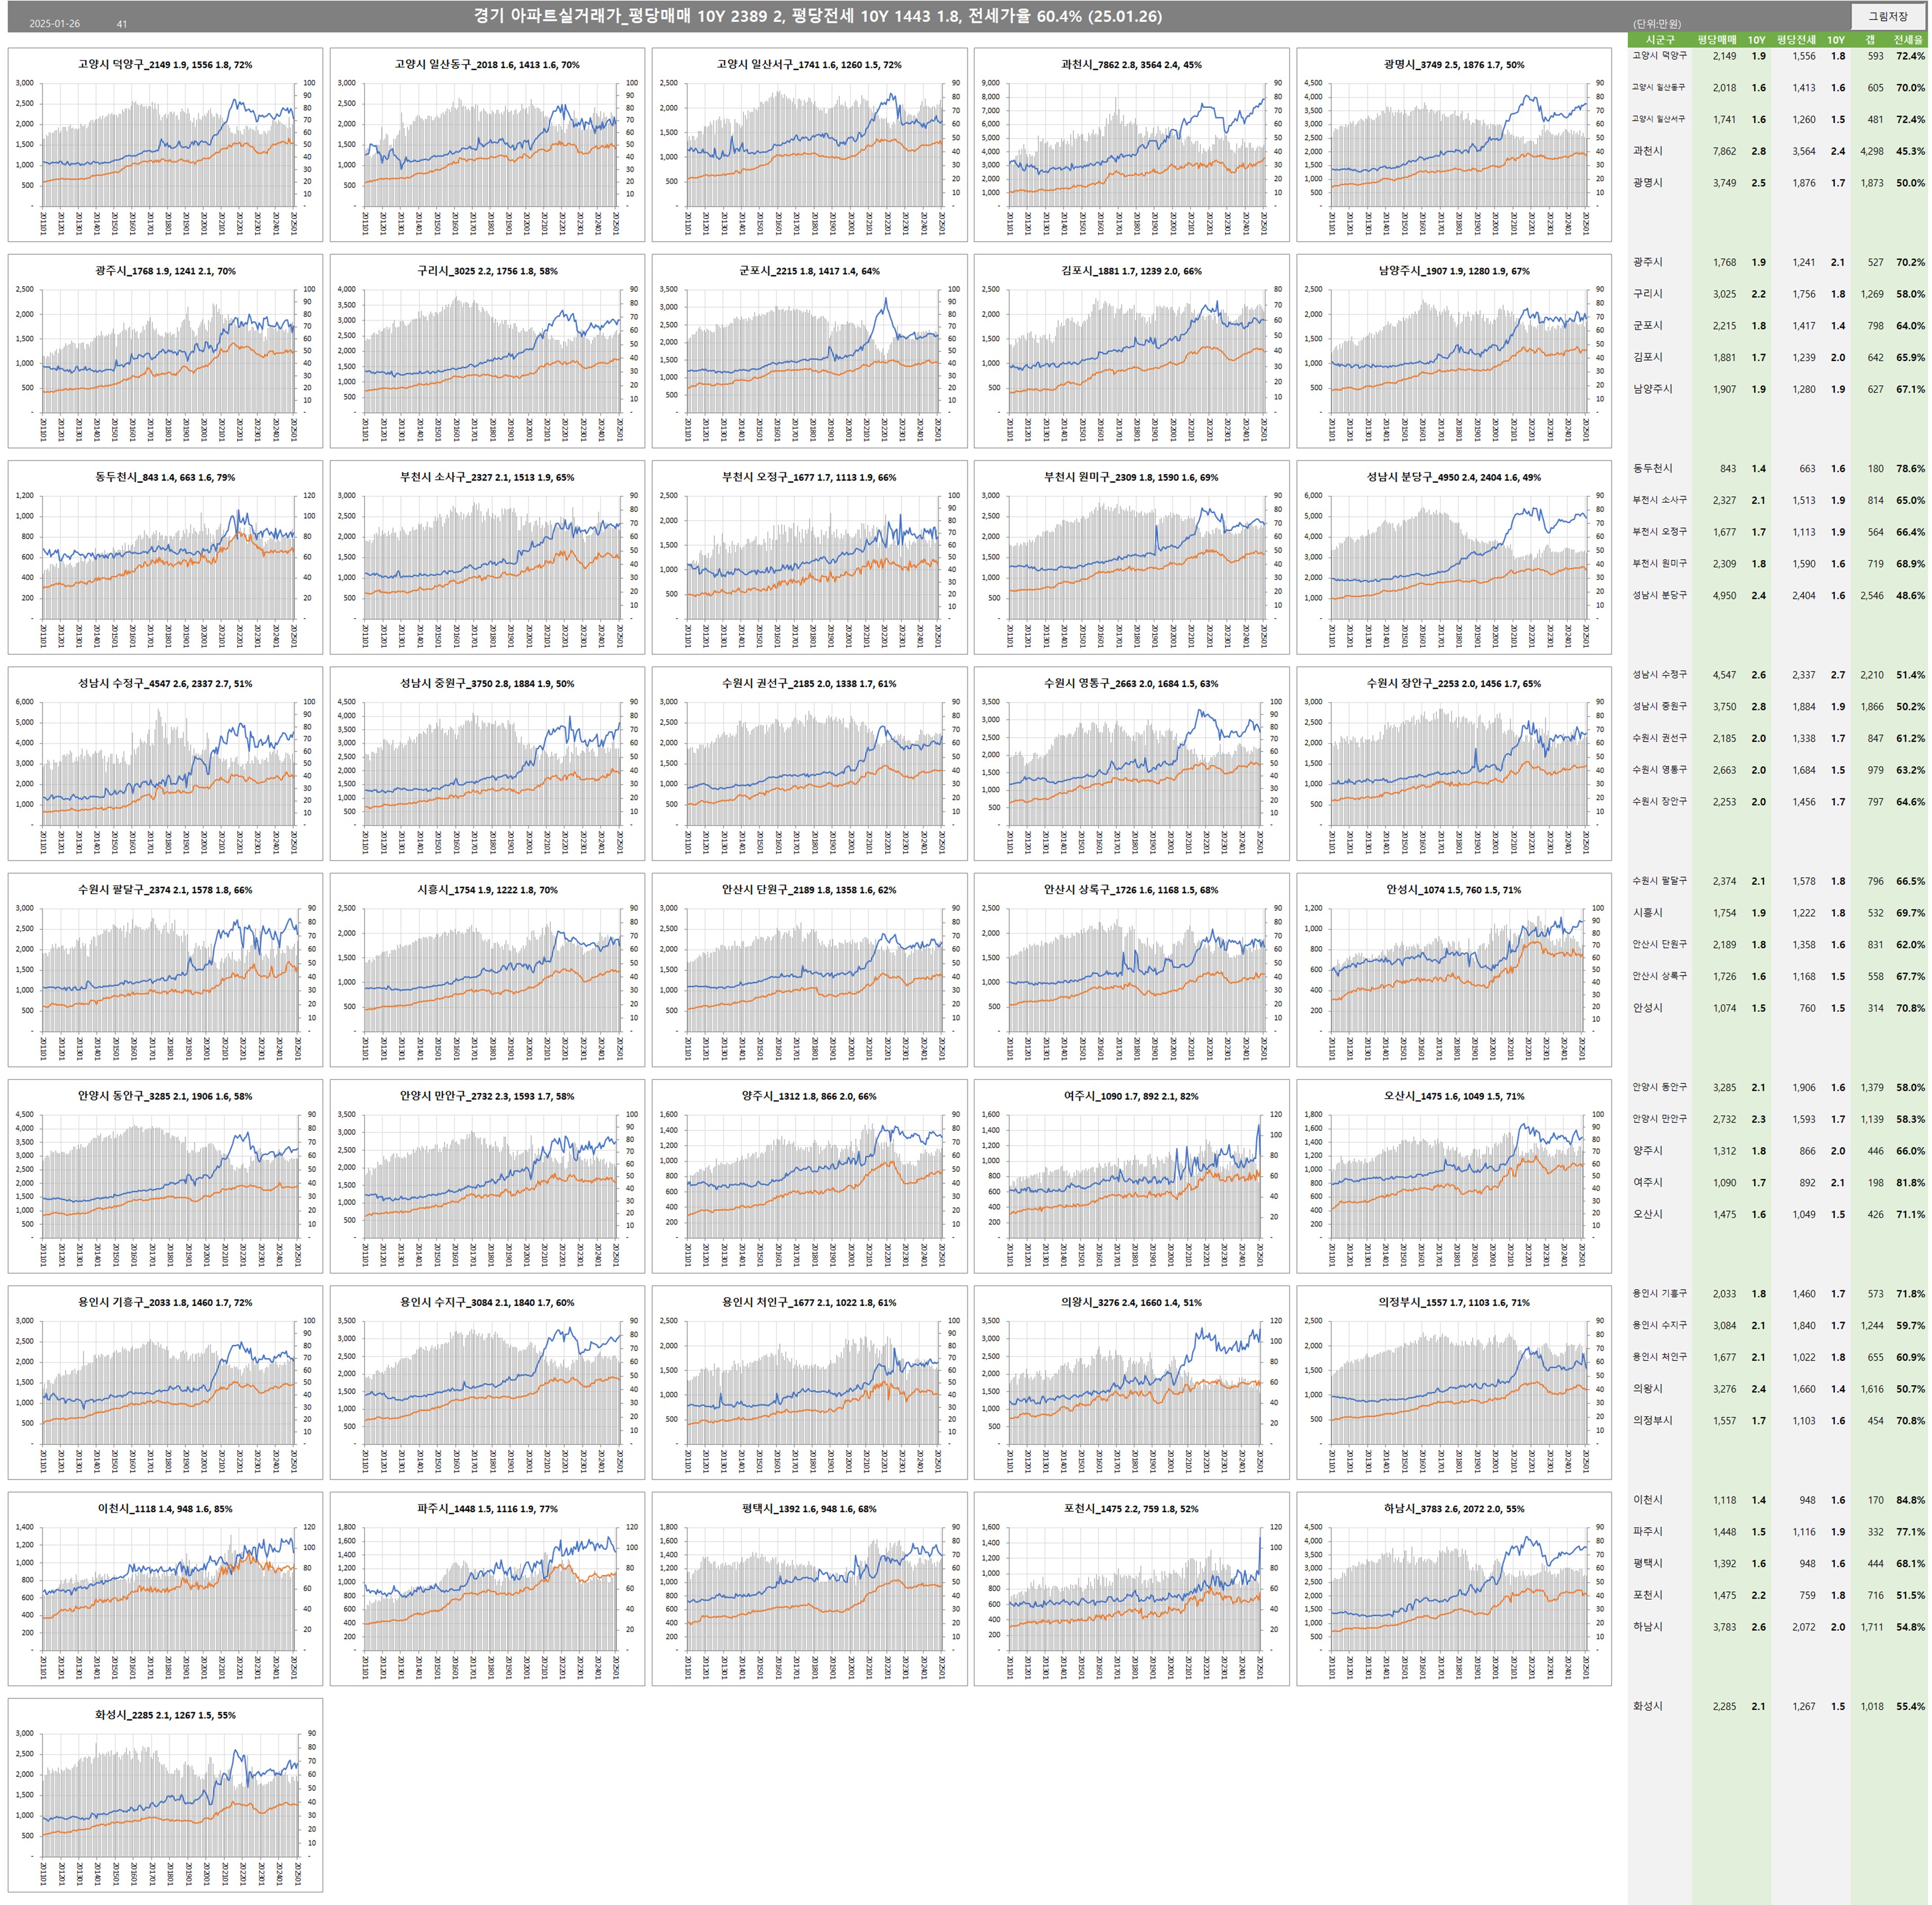 2025-01-26 41 경기 아파트실거래가_평당매매 10Y 2389 2, 평당전세 10Y 1443 1.8, 전세가율 60.4% (25.01.26) (단위:만원) 그림저장
시군구 평당매매 10Y 평당전세 10Y 갭 전세율
고양시 덕양구_2149 1.9, 1556 1.8, 72%
고양시 일산동구_2018 1.6, 1413 1.6, 70%
고양시 일산서구_1741 1.6, 1260 1.5, 72%
과천시_7862 2.8, 3564 2.4, 45%
광명시_3749 2.5, 1876 1.7, 50%
고양시 덕양구 2,149 1.9 1,556 1.8 593 72.4%
고양시 일산동구 2,018 1.6 1,413 1.6 605 70.0%
고양시 일산서구 1,741 1.6 1,260 1.5 481 72.4%
과천시 7,862 2.8 3,564 2.4 4,298 45.3%
광명시 3,749 2.5 1,876 1.7 1,873 50.0%
광주시_1768 1.9, 1241 2.1, 70%
구리시_3025 2.2, 1756 1.8, 58%
군포시_2215 1.8, 1417 1.4, 64%
김포시_1881 1.7, 1239 2.0, 66%
남양주시_1907 1.9, 1280 1.9, 67%
광주시 1,768 1.9 1,241 2.1 527 70.2%
구리시 3,025 2.2 1,756 1.8 1,269 58.0%
군포시 2,215 1.8 1,417 1.4 798 64.0%
김포시 1,881 1.7 1,239 2.0 642 65.9%
남양주시 1,907 1.9 1,280 1.9 627 67.1%
동두천시_843 1.4, 663 1.6, 79%
부천시 소사구_2327 2.1, 1513 1.9, 65%
부천시 오정구_1677 1.7, 1113 1.9, 66%
부천시 원미구_2309 1.8, 1590 1.6, 69%
성남시 분당구_4950 2.4, 2404 1.6, 49%
동두천시 843 1.4 663 1.6 180 78.6%
부천시 소사구 2,327 2.1 1,513 1.9 814 65.0%
부천시 오정구 1,677 1.7 1,113 1.9 564 66.4%
부천시 원미구 2,309 1.8 1,590 1.6 719 68.9%
성남시 분당구 4,950 2.4 2,404 1.6 2,546 48.6%
성남시 수정구_4547 2.6, 2337 2.7, 51%
성남시 중원구_3750 2.8, 1884 1.9, 50%
수원시 권선구_2185 2.0, 1338 1.7, 61%
수원시 영통구_2663 2.0, 1684 1.5, 63%
수원시 장안구_2253 2.0, 1456 1.7, 65%
성남시 수정구 4,547 2.6 2,337 2.7 2,210 51.4%
성남시 중원구 3,750 2.8 1,884 1.9 1,866 50.2%
수원시 권선구 2,185 2.0 1,338 1.7 847 61.2%
수원시 영통구 2,663 2.0 1,684 1.5 979 63.2%
수원시 장안구 2,253 2.0 1,456 1.7 797 64.6%
수원시 팔달구_2374 2.1, 1578 1.8, 66%
시흥시_1754 1.9, 1222 1.8, 70%
안산시 단원구_2189 1.8, 1358 1.6, 62%
안산시 상록구_1726 1.6, 1168 1.5, 68%
안성시_1074 1.5, 760 1.5, 71%
수원시 팔달구 2,374 2.1 1,578 1.8 796 66.5%
시흥시 1,754 1.9 1,222 1.8 532 69.7%
안산시 단원구 2,189 1.8 1,358 1.6 831 62.0%
안산시 상록구 1,726 1.6 1,168 1.5 558 67.7%
안성시 1,074 1.5 760 1.5 314 70.8%
안양시 동안구_3285 2.1, 1906 1.6, 58%
안양시 만안구_2732 2.3, 1593 1.7, 58%
양주시_1312 1.8, 866 2.0, 66%
여주시_1090 1.7, 892 2.1, 82%
오산시_1475 1.6, 1049 1.5, 71%
안양시 동안구 3,285 2.1 1,906 1.6 1,379 58.0%
안양시 만안구 2,732 2.3 1,593 1.7 1,139 58.3%
양주시 1,312 1.8 866 2.0 446 66.0%
여주시 1,090 1.7 892 2.1 198 81.8%
오산시 1,475 1.6 1,049 1.5 426 71.1%
용인시 기흥구_2033 1.8, 1460 1.7, 72%
용인시 수지구_3084 2.1, 1840 1.7, 60%
용인시 처인구_1677 2.1, 1022 1.8, 61%
의왕시_3276 2.4, 1660 1.4, 51%
의정부시_1557 1.7, 1103 1.6, 71%
용인시 기흥구 2,033 1.8 1,460 1.7 573 71.8%
용인시 수지구 3,084 2.1 1,840 1.7 1,244 59.7%
용인시 처인구 1,677 2.1 1,022 1.8 655 60.9%
의왕시 3,276 2.4 1,660 1.4 1,616 50.7%
의정부시 1,557 1.7 1,103 1.6 454 70.8%
이천시_1118 1.4, 948 1.6, 85%
파주시_1448 1.5, 1116 1.9, 77%
평택시_1392 1.6, 948 1.6, 68%
포천시_1475 2.2, 759 1.8, 52%
하남시_3783 2.6, 2072 2.0, 55%
이천시 1,118 1.4 948 1.6 170 84.8%
파주시 1,448 1.5 1,116 1.9 332 77.1%
평택시 1,392 1.6 948 1.6 444 68.1%
포천시 1,475 2.2 759 1.8 716 51.5%
하남시 3,783 2.6 2,072 2.0 1,711 54.8%
화성시_2285 2.1, 1267 1.5, 55%
화성시 2,285 2.1 1,267 1.5 1,018 55.4%